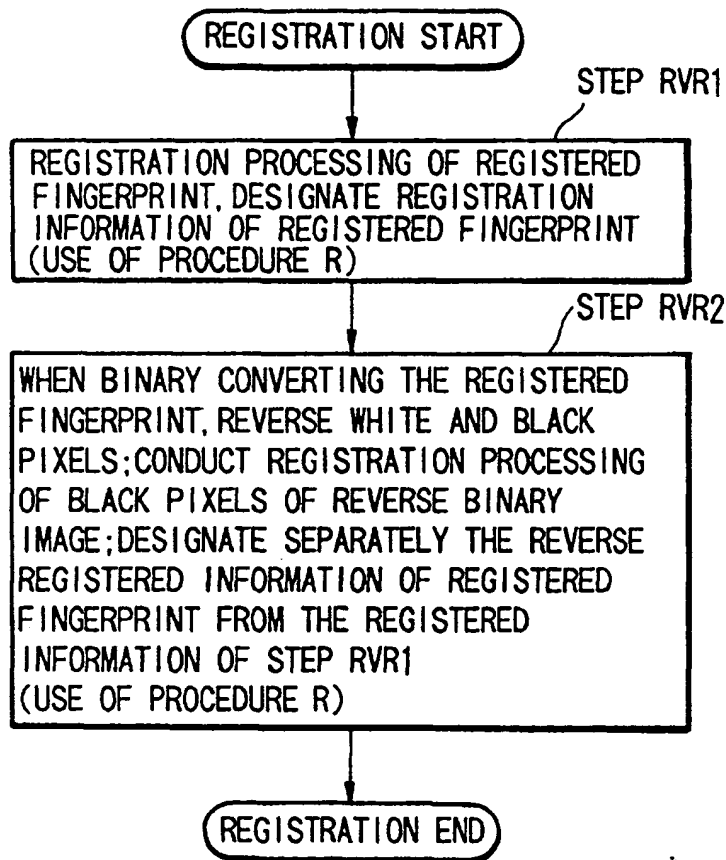 REGISTRATION START
STEP RVR1
REGISTRATION PROCESSING OF REGISTERED
FINGERPRINT, DESIGNATE REGISTRATION
INFORMATION OF REGISTERED FINGERPRINT
(USE OF PROCEDURE R)
STEP RVR2
WHEN BINARY CONVERTING THE REGISTERED
FINGERPRINT, REVERSE WHITE AND BLACK
PIXELS; CONDUCT REGISTRATION PROCESSING
OF BLACK PIXELS OF REVERSE BINARY
IMAGE; DESIGNATE SEPARATELY THE REVERSE
REGISTERED INFORMATION OF REGISTERED
FINGERPRINT FROM THE REGISTERED
INFORMATION OF STEP RVR1
(USE OF PROCEDURE R)
REGISTRATION END